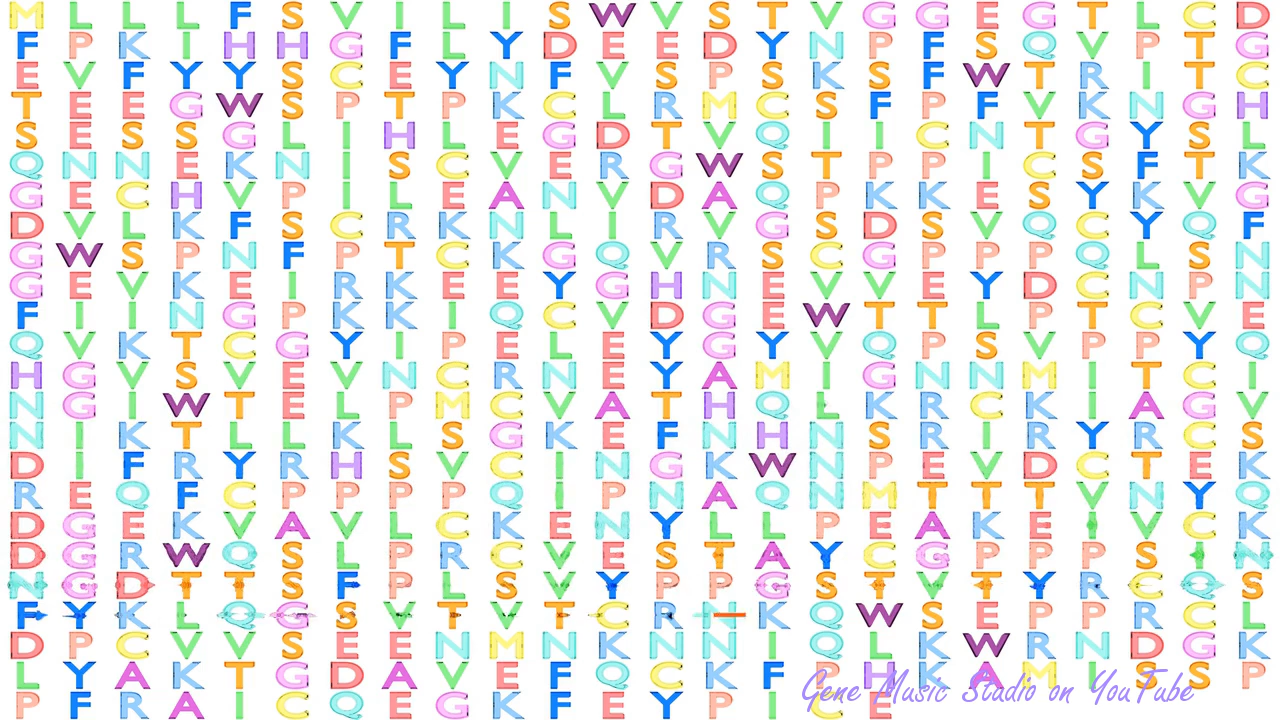 M L L L F S V I L L I S W V S T V G G E G T L C D
F P K I H H G F L Y D E E D Y N P F S Q V P T G
E V F Y Y S C E Y N F V S P S K S F W T R I T C
T E E G W S P T P K C L R M C S F P F V K N G H
S E S S G L I H L E G D T V Q I I C N T G Y S L
Q N N E K N I S C V E R G W S T P P I C S F T K
G E C H V P I L E A N V D A Q P K K E S Y K V G
D V L K F S C R K N L I R V G S D S V Q C Y Q F
G W S P N F P T C K G Q V R S C G P P P Q L S N
G E V K E I R K E E Y G H N E V V E Y D C N P N
F I I N G P K K I Q C V D G E W T T L P T C V E
Q V K T C G Y I P E L E Y G Y V Q P S V P P Y Q
H G V S V E V N C R N E Y A M I G N N M I T C I
N G I W T E L P M C V A T H Q L K R C K I A G V
N I K T L L K L S G K E F N H N S R I R Y R C S
D I F R Y R H S V C I N G K W N P E V D C T E K
R E Q F C P P P P Q I P N A Q N M T T T V N Y Q
D G E K V A V L C K E N Y L L P E A K E I V C K
D G R W Q S L P R C V E S T A Y C G P P P S I N
N G D T T S F P L S V Y P P G S T V T Y R C Q S
F Y K L Q G S V T V T C R N K Q W S E P P R C L
D P C V V S E E N M N K N N I Q L K W R N D G K
L Y A K T G D A V E F Q C K F P H K A M I S S P
P F R A I C Q E G K F E Y P I C E
Gene Music Studio on YouTube